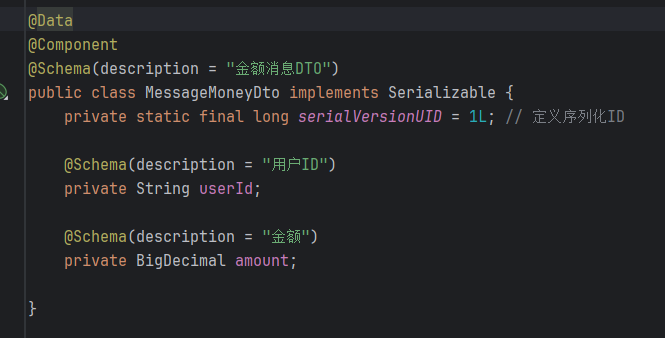 @Data
@Component
@Schema(description = "金额消息DTO")
public class MessageMoneyDto implements Serializable {
private static final long serialVersionUID = 1L; // 定义序列化ID
@Schema(description = "用户ID")
private String userId;
@Schema(description = "金额")
private BigDecimal amount;
}